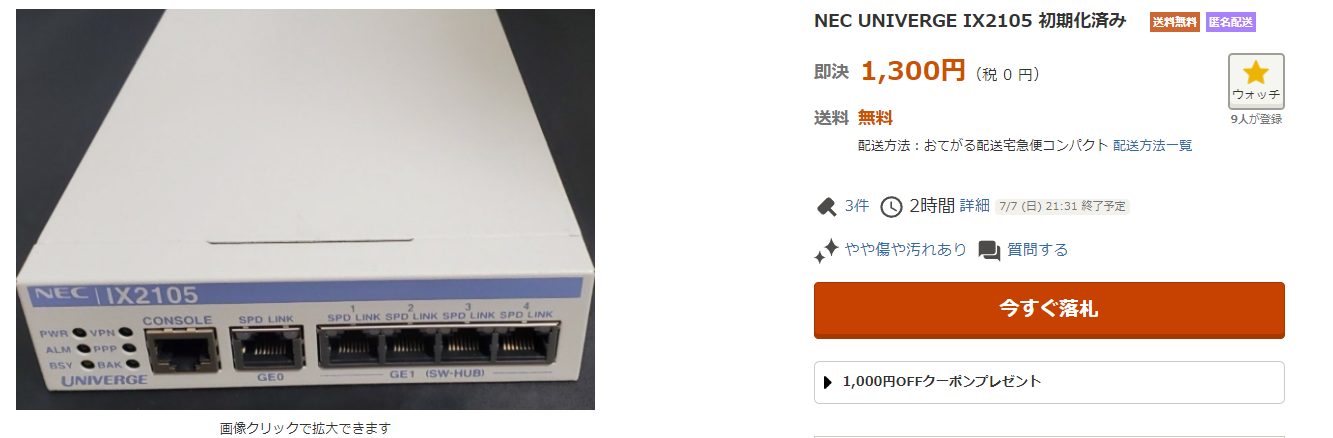 NEC UNIVERGE IX2105 初期化済み 送料無料 匿名配送
即決 1,300円 (税 0 円)
ウォッチ
9人が登録
送料 無料
配送方法：おてがる配送宅急便コンパクト 配送方法一覧
3件 2時間 詳細 7/7 (日) 21:31 終了予定
やや傷や汚れあり 質問する
今すぐ落札
1,000円OFFクーポンプレゼント
NEC IX2105
PWR VPN CONSOLE SPD LINK 1 SPD LINK 2 SPD LINK 3 SPD LINK 4 SPD LINK
ALM PPP
BSY BAK
UNIVERGE GE0 GE1 (SW-HUB)
画像クリックで拡大できます